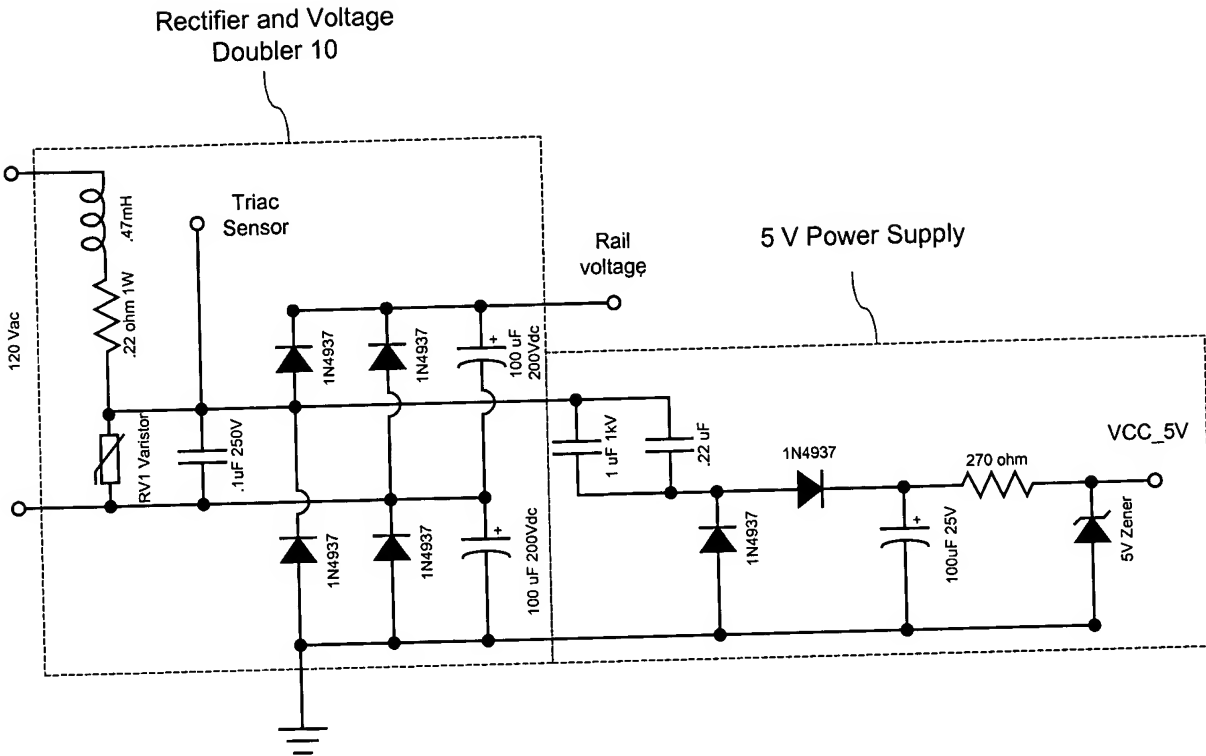 Rectifier and Voltage
Doubler 10
Triac
Sensor
.47mH
.22 ohm 1W
120 Vac
Rail
voltage
5 V Power Supply
1N4937
1N4937
100 uF
200Vdc
RV1 Varistor
.1uF 250V
1 uF 1kV
.22 uF
1N4937
270 ohm
VCC_5V
1N4937
1N4937
100 uF 200Vdc
1N4937
100uF 25V
5V Zener